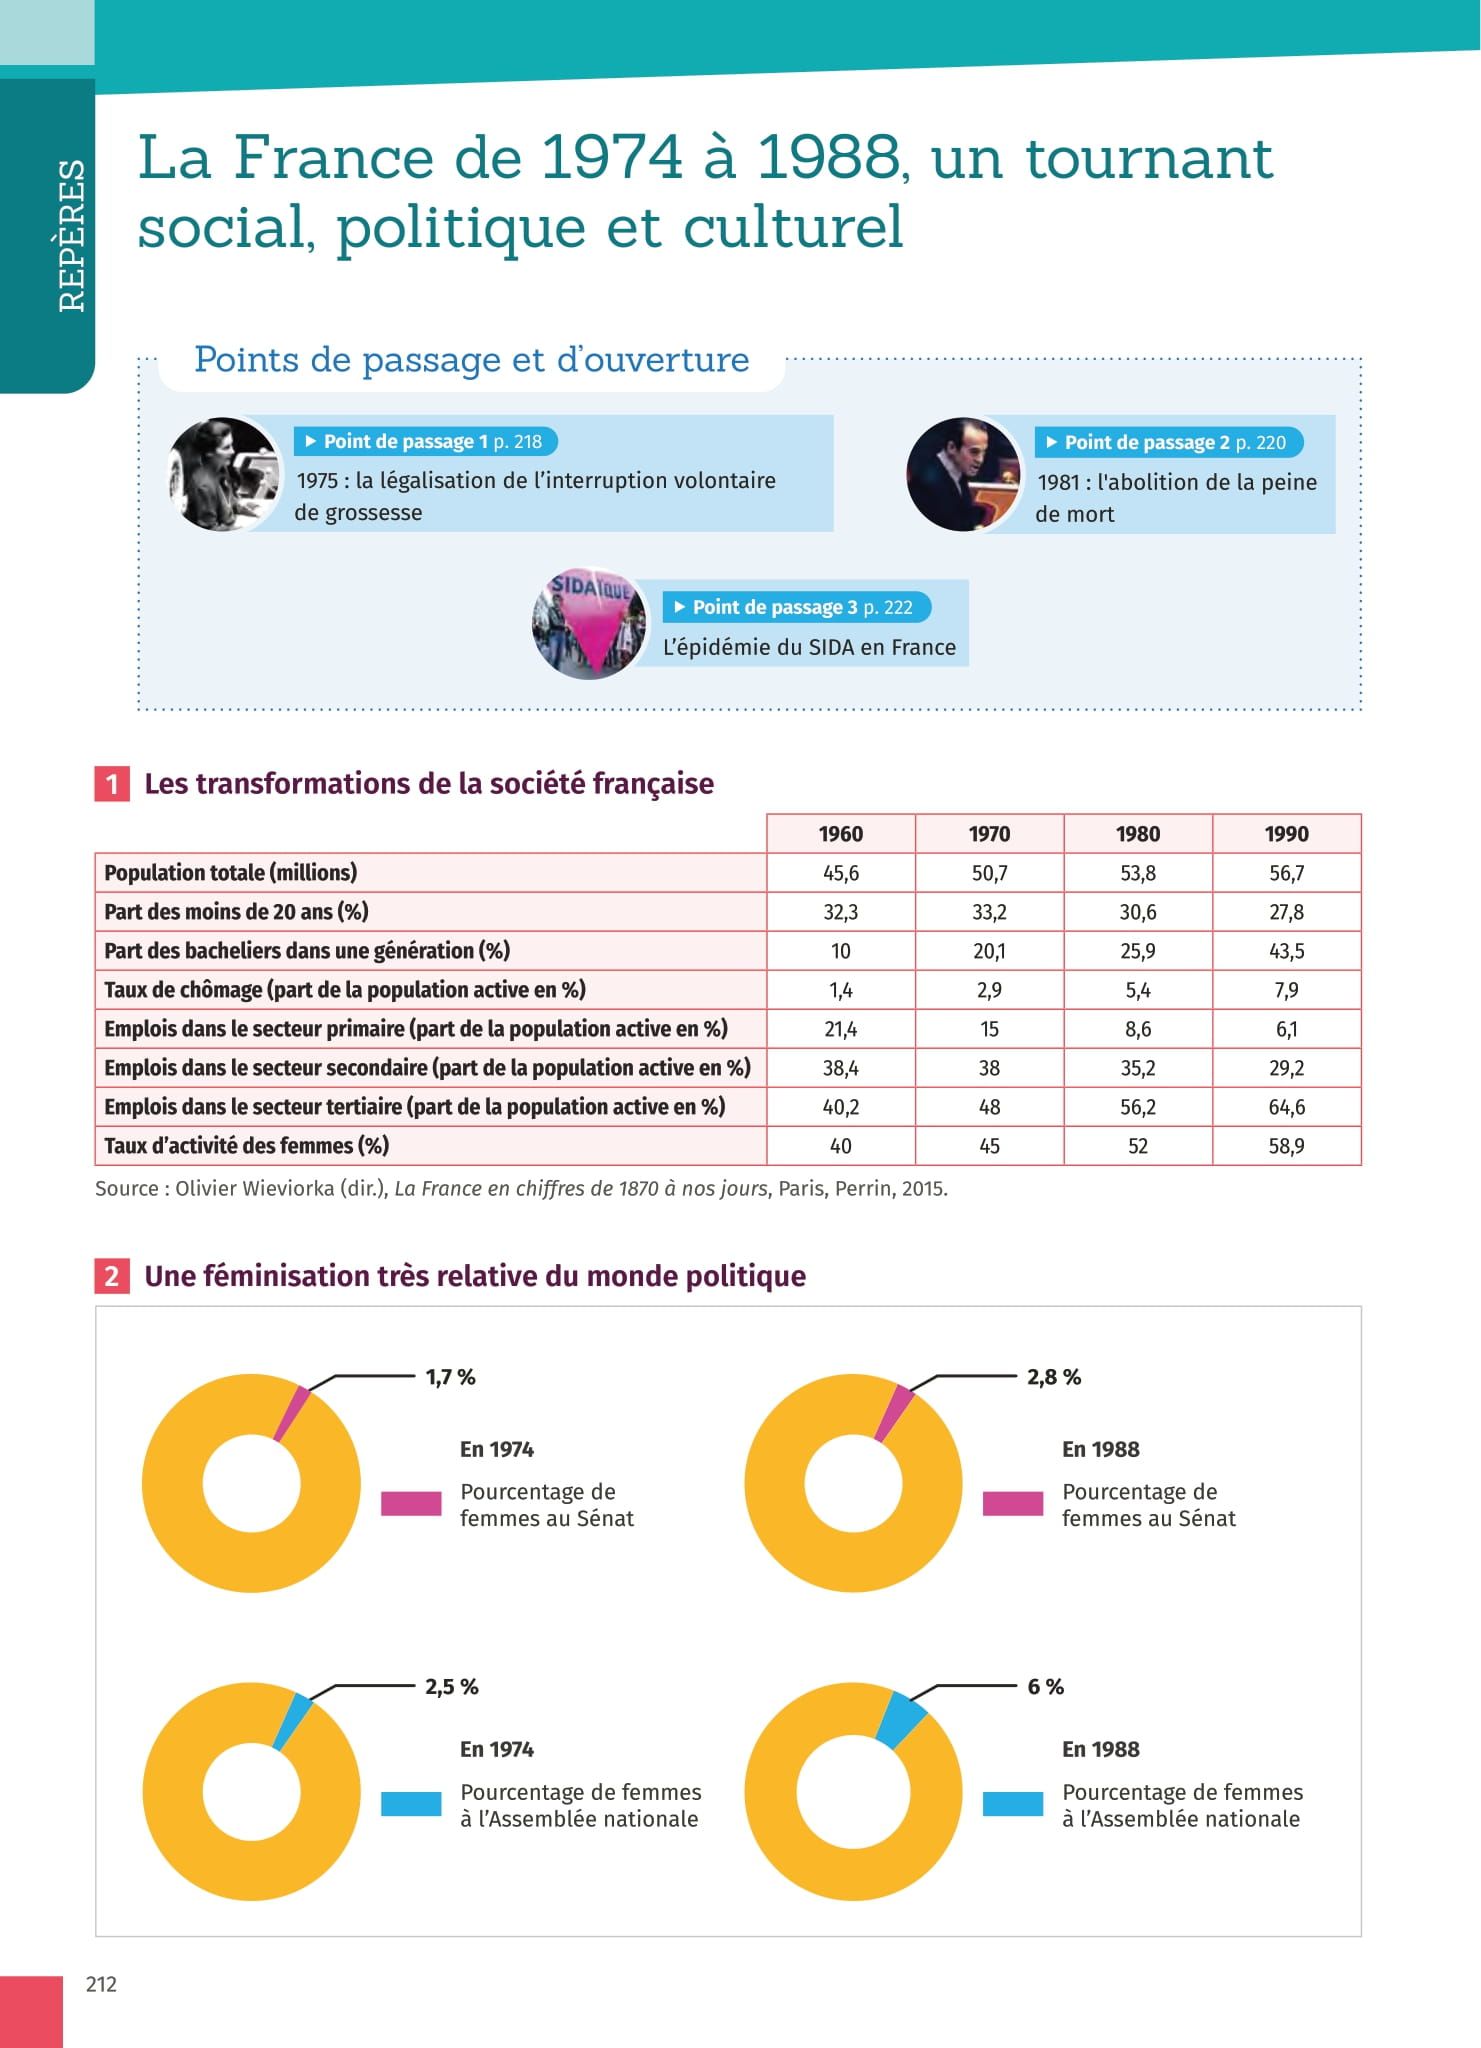 REPÈRES
La France de 1974 à 1988, un tournant
social, politique et culturel
Points de passage et d'ouverture
▶ Point de passage 1 p. 218
1975 : la légalisation de l'interruption volontaire
de grossesse
▶ Point de passage 2 p. 220
1981 : l'abolition de la peine
de mort
SIDAÏQUE
▶ Point de passage 3 p. 222
L'épidémie du SIDA en France
1 Les transformations de la société française
1960 1970 1980 1990
Population totale (millions) 45,6 50,7 53,8 56,7
Part des moins de 20 ans (%) 32,3 33,2 30,6 27,8
Part des bacheliers dans une génération (%) 10 20,1 25,9 43,5
Taux de chômage (part de la population active en %) 1,4 2,9 5,4 7,9
Emplois dans le secteur primaire (part de la population active en %) 21,4 15 8,6 6,1
Emplois dans le secteur secondaire (part de la population active en %) 38,4 38 35,2 29,2
Emplois dans le secteur tertiaire (part de la population active en %) 40,2 48 56,2 64,6
Taux d'activité des femmes (%) 40 45 52 58,9
Source : Olivier Wieviorka (dir.), La France en chiffres de 1870 à nos jours, Paris, Perrin, 2015.
2 Une féminisation très relative du monde politique
1,7 %
En 1974
Pourcentage de
femmes au Sénat
2,8 %
En 1988
Pourcentage de
femmes au Sénat
2,5 %
En 1974
Pourcentage de femmes
à l'Assemblée nationale
6 %
En 1988
Pourcentage de femmes
à l'Assemblée nationale
212